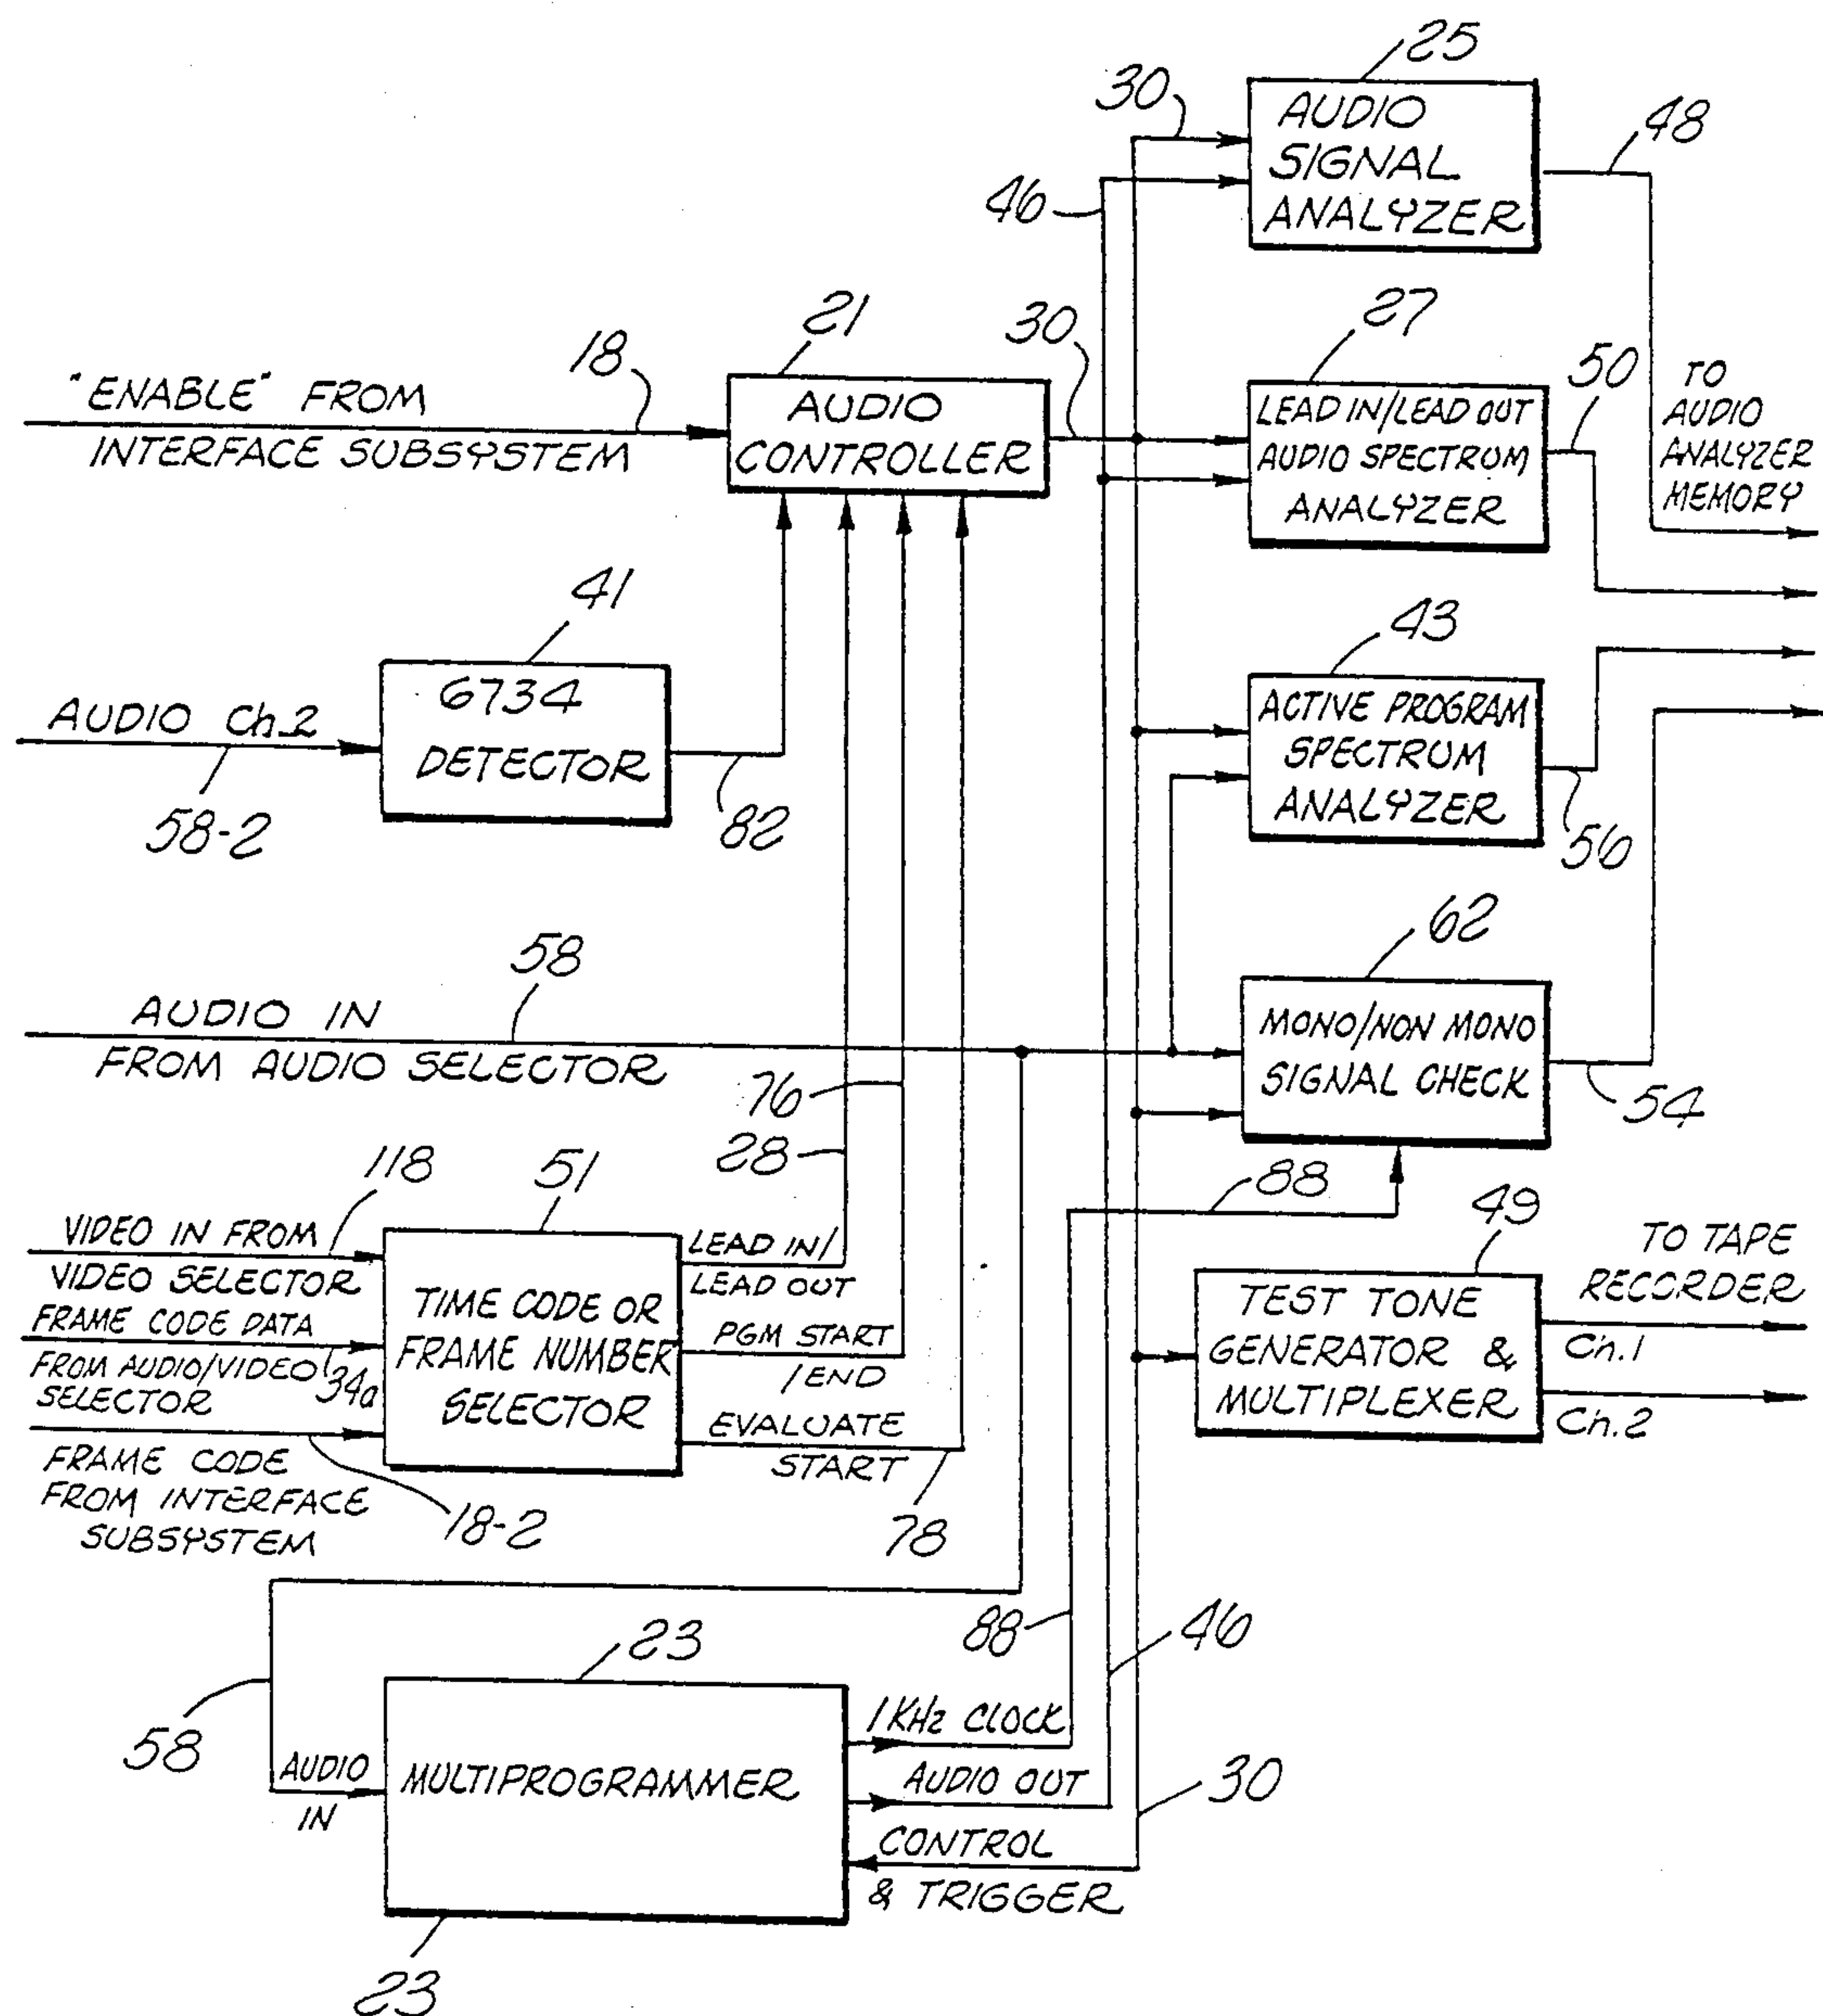 25
30
AUDIO
SIGNAL
ANALYZER
48
46
21
30
27
18
"ENABLE" FROM
INTERFACE SUBSYSTEM
AUDIO
CONTROLLER
LEAD IN/LEAD OUT
AUDIO SPECTRUM
ANALYZER
50
TO
AUDIO
ANALYZER
MEMORY
41
6734
DETECTOR
AUDIO Ch.2
58-2
82
43
ACTIVE PROGRAM
SPECTRUM
ANALYZER
56
58
AUDIO IN
FROM AUDIO SELECTOR
62
MONO/NON MONO
SIGNAL CHECK
54
76
28
88
118
51
VIDEO IN FROM
VIDEO SELECTOR
FRAME CODE DATA
FROM AUDIO/VIDEO
SELECTOR
34a
FRAME CODE
FROM INTERFACE
SUBSYSTEM
18-2
TIME CODE OR
FRAME NUMBER
SELECTOR
LEAD IN/
LEAD OUT
PGM START
/END
EVALUATE
START
78
49
TEST TONE
GENERATOR &
MULTIPLEXER
TO TAPE
RECORDER
Ch.1
Ch.2
88
46
23
58
AUDIO
IN
MULTIPROGRAMMER
1KHz CLOCK
AUDIO OUT
CONTROL
& TRIGGER
30
23